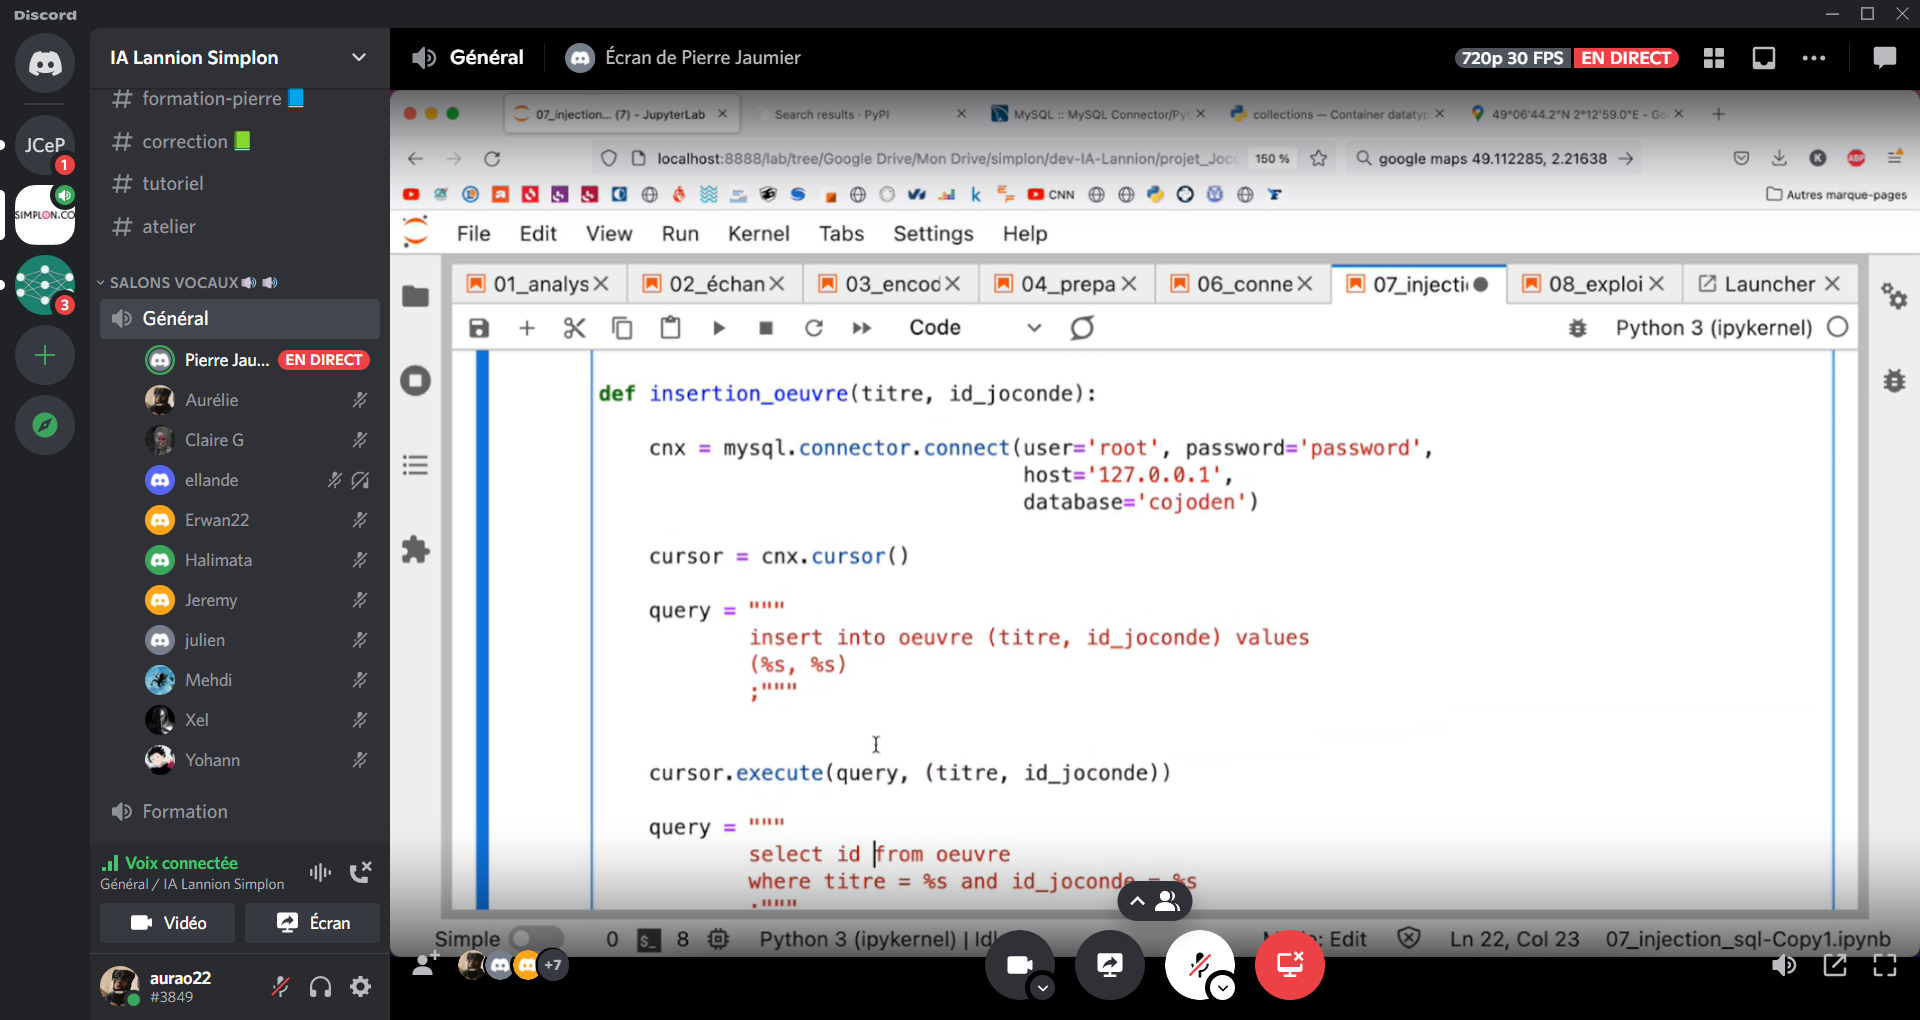 Discord
IA Lannion Simplon
formation-pierre
correction
tutoriel
atelier
JCeP
1
SIMPLON.CO
3
SALONS VOCAUX
Général
Pierre Jau... EN DIRECT
Aurélie
Claire G
ellande
Erwan22
Halimata
Jeremy
julien
Mehdi
Xel
Yohann
Formation
Voix connectée
Général / IA Lannion Simplon
Vidéo
Écran
aurao22
#3849
Général
Écran de Pierre Jaumier
720p 30 FPS EN DIRECT
07_injection... (7) - JupyterLab
Search results · PyPI
MySQL :: MySQL Connector/Pyt
collections — Container datatyp
49°06'44.2"N 2°12'59.0"E - Goo
localhost:8888/lab/tree/Google Drive/Mon Drive/simplon/dev-IA-Lannion/projet_Joc
150 %
google maps 49.112285, 2.21638
K
ABP
CNN
Autres marque-pages
File Edit View Run Kernel Tabs Settings Help
01_analys
02_échan
03_encod
04_prepa
06_conne
07_injecti
08_exploi
Launcher
Code
Python 3 (ipykernel)
def insertion_oeuvre(titre, id_joconde):
cnx = mysql.connector.connect(user='root', password='password',
host='127.0.0.1',
database='cojoden')
cursor = cnx.cursor()
query = """
insert into oeuvre (titre, id_joconde) values
(%s, %s)
;"""
cursor.execute(query, (titre, id_joconde))
query = """
select id from oeuvre
where titre = %s and id_joconde = %s
;"""
Simple
0
8
Python 3 (ipykernel) | Idl
: Edit
Ln 22, Col 23
07_injection_sql-Copy1.ipynb
+7